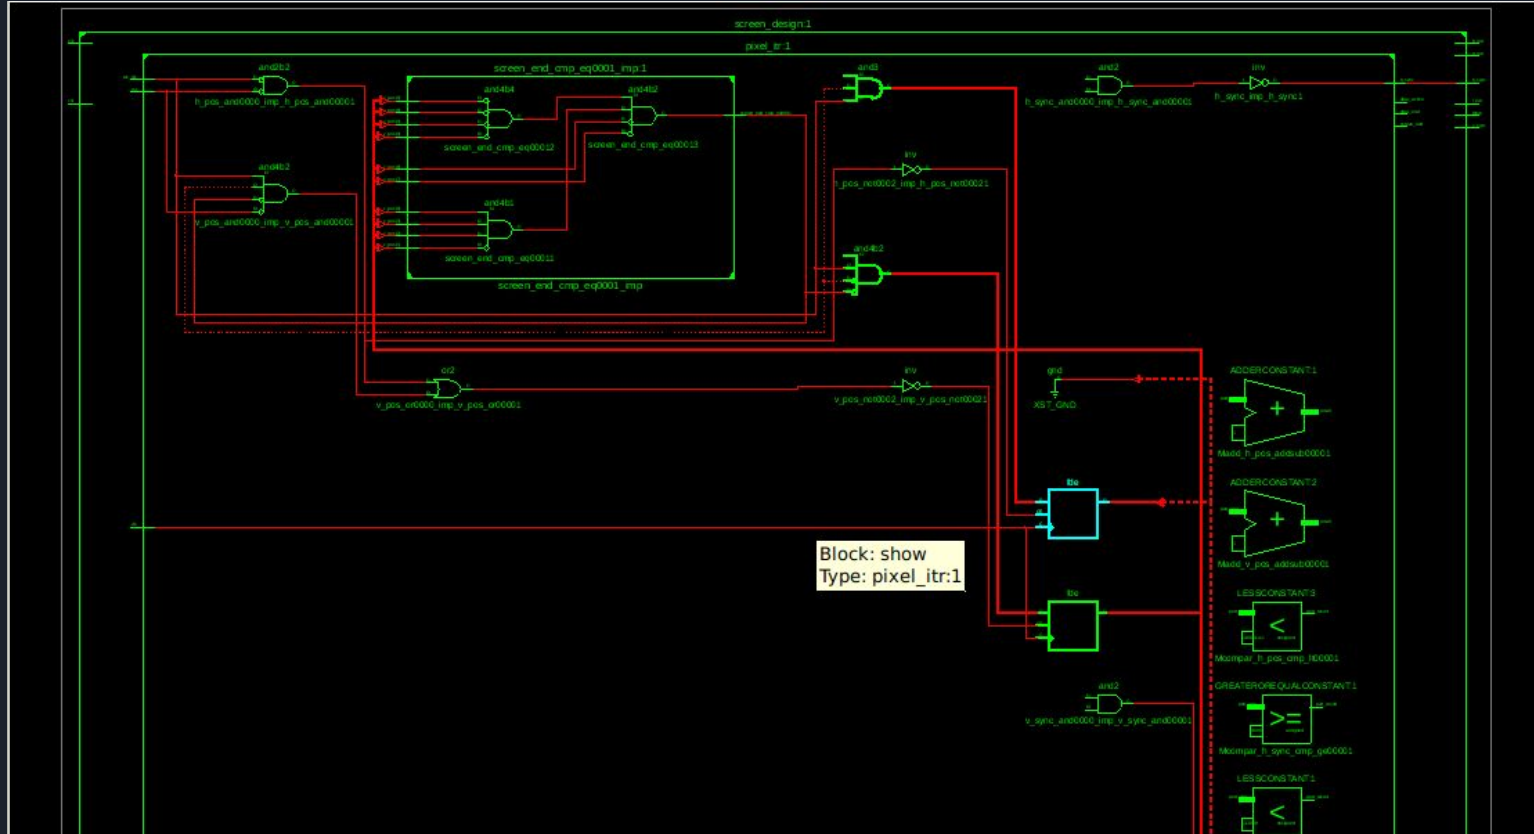 screen_design:1
pixel_itr:1
and2b2
h_pos_and0000_imp_h_pos_and00001
and4b2
v_pos_and0000_imp_v_pos_and00001
screen_end_cmp_eq0001_imp:1
and4b4
screen_end_cmp_eq00012
and4b2
screen_end_cmp_eq00013
and4b1
screen_end_cmp_eq00011
screen_end_cmp_eq0001_imp
and3
and2
h_sync_and0000_imp_h_sync_and00001
inv
h_sync_imp_h_sync1
inv
h_pos_not0002_imp_h_pos_not00021
and4b2
or2
v_pos_or0000_imp_v_pos_or00001
inv
v_pos_not0002_imp_v_pos_not00021
gnd
XST_GND
ADDERCONSTANT:1
+
Madd_h_pos_addsub00001
fde
ADDERCONSTANT:2
+
Madd_v_pos_addsub00001
Block: show
Type: pixel_itr:1
fde
LESSCONSTANT:3
<
Mcompar_h_pos_cmp_lt00001
and2
v_sync_and0000_imp_v_sync_and00001
GREATEROREQUALCONSTANT:1
>=
Mcompar_h_sync_cmp_ge00001
LESSCONSTANT:1
<